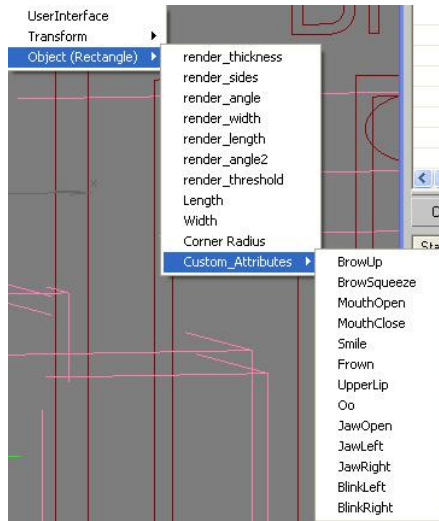 UserInterface
Transform
Object (Rectangle)
render_thickness
render_sides
render_angle
render_width
render_length
render_angle2
render_threshold
Length
Width
Corner Radius
Custom_Attributes
BrowUp
BrowSqueeze
MouthOpen
MouthClose
Smile
Frown
UpperLip
Oo
JawOpen
JawLeft
JawRight
BlinkLeft
BlinkRight